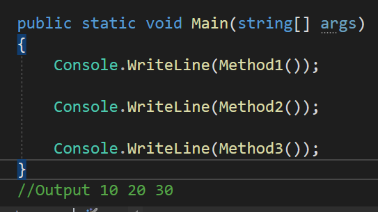 public static void Main(string[] args)
{
Console.WriteLine(Method1());
Console.WriteLine(Method2());
Console.WriteLine(Method3());
}
//Output 10 20 30